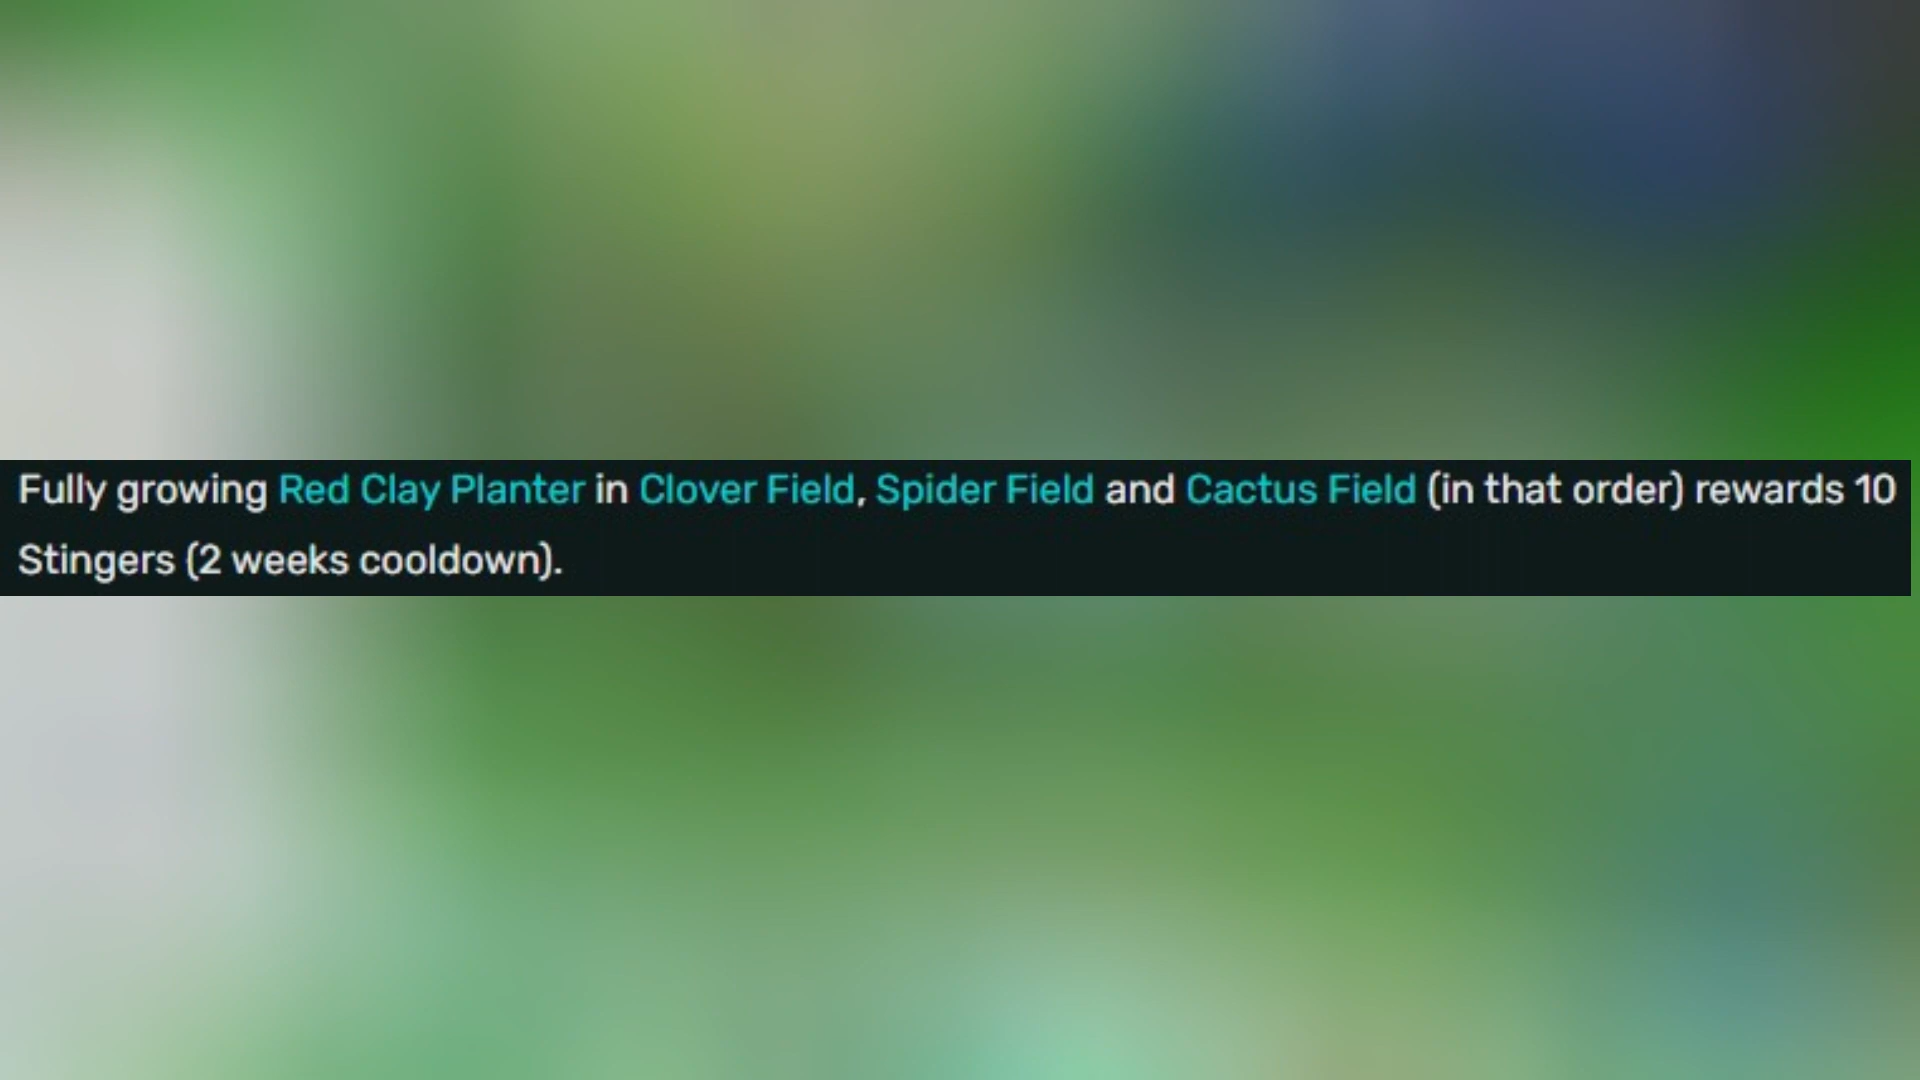 Fully growing Red Clay Planter in Clover Field, Spider Field and Cactus Field (in that order) rewards 10
Stingers (2 weeks cooldown).